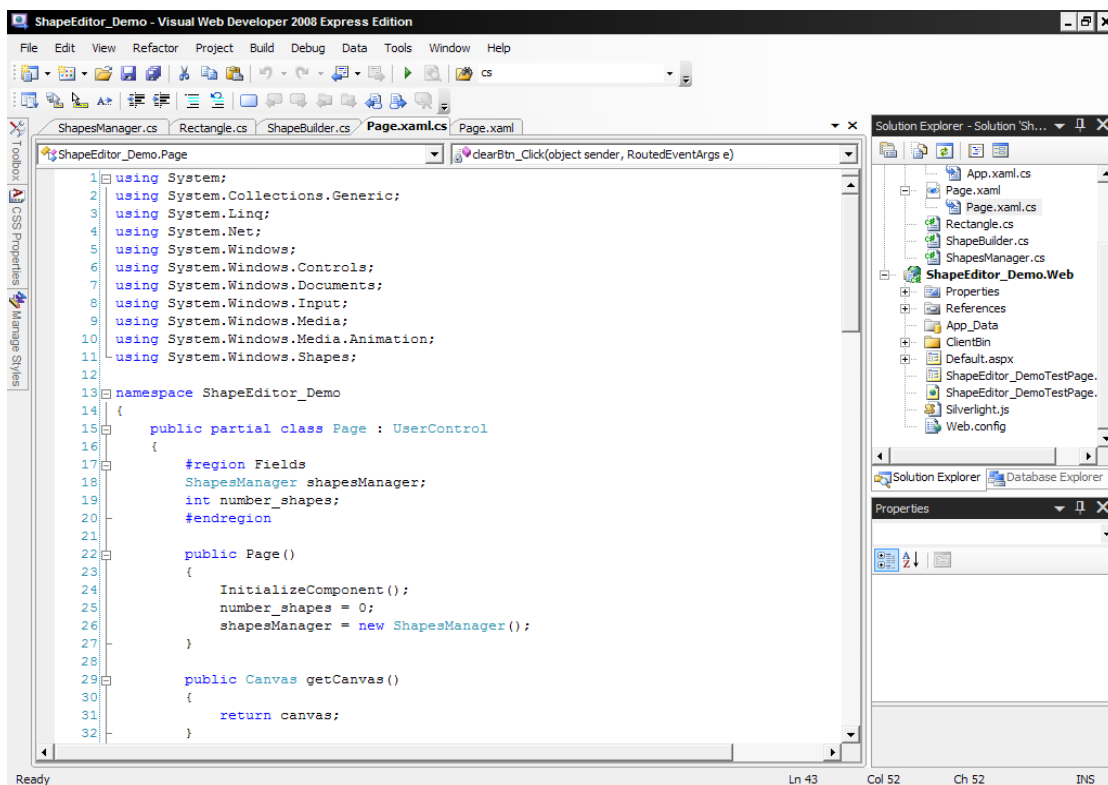 ShapeEditor_Demo - Visual Web Developer 2008 Express Edition
File Edit View Refactor Project Build Debug Data Tools Window Help
cs
ShapesManager.cs Rectangle.cs ShapeBuilder.cs Page.xaml.cs Page.xaml
ShapeEditor_Demo.Page
clearBtn_Click(object sender, RoutedEventArgs e)
Toolbox
CSS Properties
Manage Styles
1 using System;
2 using System.Collections.Generic;
3 using System.Linq;
4 using System.Net;
5 using System.Windows;
6 using System.Windows.Controls;
7 using System.Windows.Documents;
8 using System.Windows.Input;
9 using System.Windows.Media;
10 using System.Windows.Media.Animation;
11 using System.Windows.Shapes;
12
13 namespace ShapeEditor_Demo
14 {
15 public partial class Page : UserControl
16 {
17 #region Fields
18 ShapesManager shapesManager;
19 int number_shapes;
20 #endregion
21
22 public Page()
23 {
24 InitializeComponent();
25 number_shapes = 0;
26 shapesManager = new ShapesManager();
27 }
28
29 public Canvas getCanvas()
30 {
31 return canvas;
32 }
Solution Explorer - Solution 'Sh...
App.xaml.cs
Page.xaml
Page.xaml.cs
Rectangle.cs
ShapeBuilder.cs
ShapesManager.cs
ShapeEditor_Demo.Web
Properties
References
App_Data
ClientBin
Default.aspx
ShapeEditor_DemoTestPage.
ShapeEditor_DemoTestPage.
Silverlight.js
Web.config
Solution Explorer Database Explorer
Properties
Ready Ln 43 Col 52 Ch 52 INS